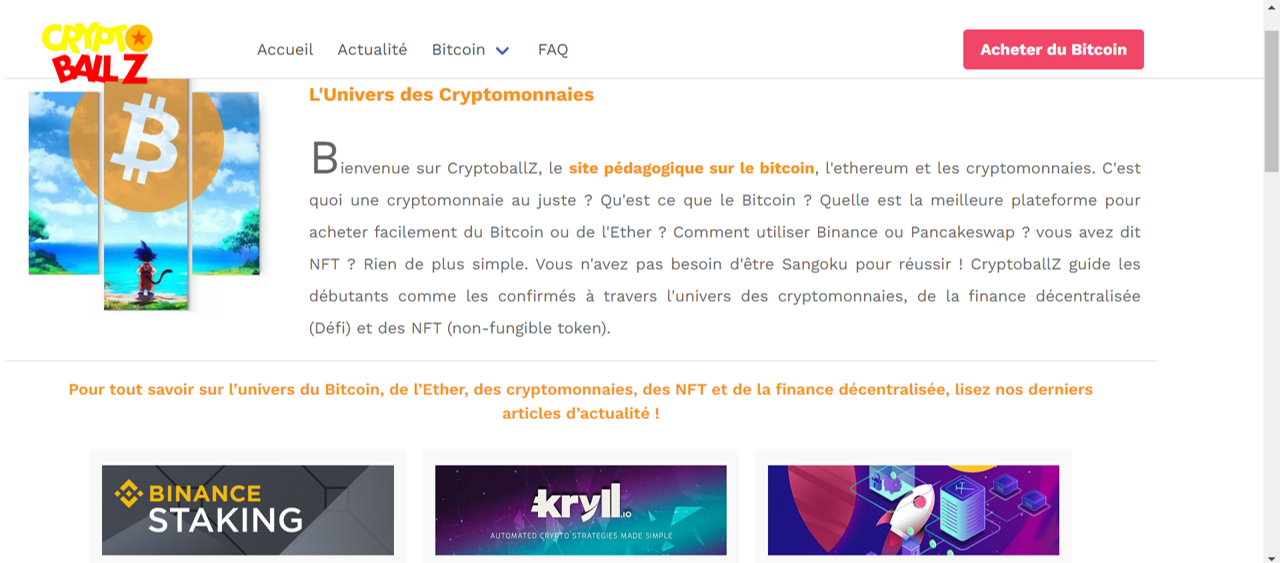 CRYPTO
BALL Z
Accueil Actualité Bitcoin FAQ
Acheter du Bitcoin
L'Univers des Cryptomonnaies
Bienvenue sur CryptoballZ, le site pédagogique sur le bitcoin, l'ethereum et les cryptomonnaies. C'est
quoi une cryptomonnaie au juste ? Qu'est ce que le Bitcoin ? Quelle est la meilleure plateforme pour
acheter facilement du Bitcoin ou de l'Ether ? Comment utiliser Binance ou Pancakeswap ? vous avez dit
NFT ? Rien de plus simple. Vous n'avez pas besoin d'être Sangoku pour réussir ! CryptoballZ guide les
débutants comme les confirmés à travers l'univers des cryptomonnaies, de la finance décentralisée
(Défi) et des NFT (non-fungible token).
Pour tout savoir sur l’univers du Bitcoin, de l’Ether, des cryptomonnaies, des NFT et de la finance décentralisée, lisez nos derniers
articles d’actualité !
BINANCE
STAKING
kryll.io
AUTOMATED CRYPTO STRATEGIES MADE SIMPLE